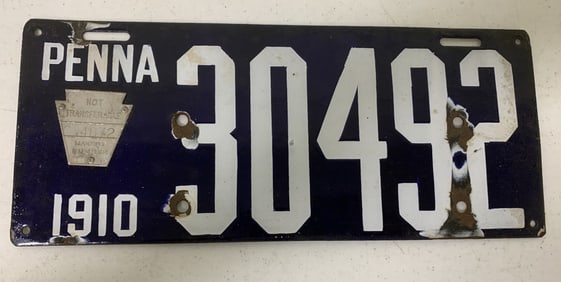 PENNA
30492
NOT
TRANSFERABLE
1910